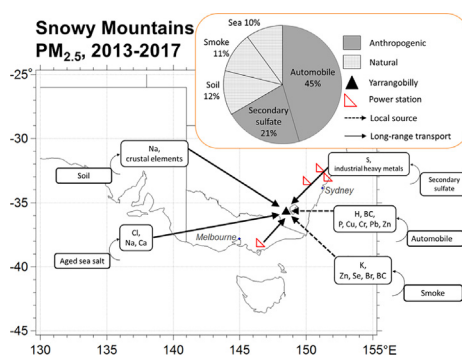 Snowy Mountains
PM2.5, 2013-2017
Sea 10%
Smoke
11%
Soil
12%
Automobile
45%
Secondary
sulfate
21%
Anthropogenic
Natural
Yarrangobilly
Power station
Local source
Long-range transport
-25°
-30°
-35°
-40°
-45
130
135
140
145
150
155°E
Na,
crustal elements
Soil
Cl,
Na, Ca
Aged sea salt
S,
industrial heavy metals
Secondary
sulfate
Sydney
H, BC,
P, Cu, Cr, Pb, Zn
Automobile
Melbourne
K,
Zn, Se, Br, BC
Smoke